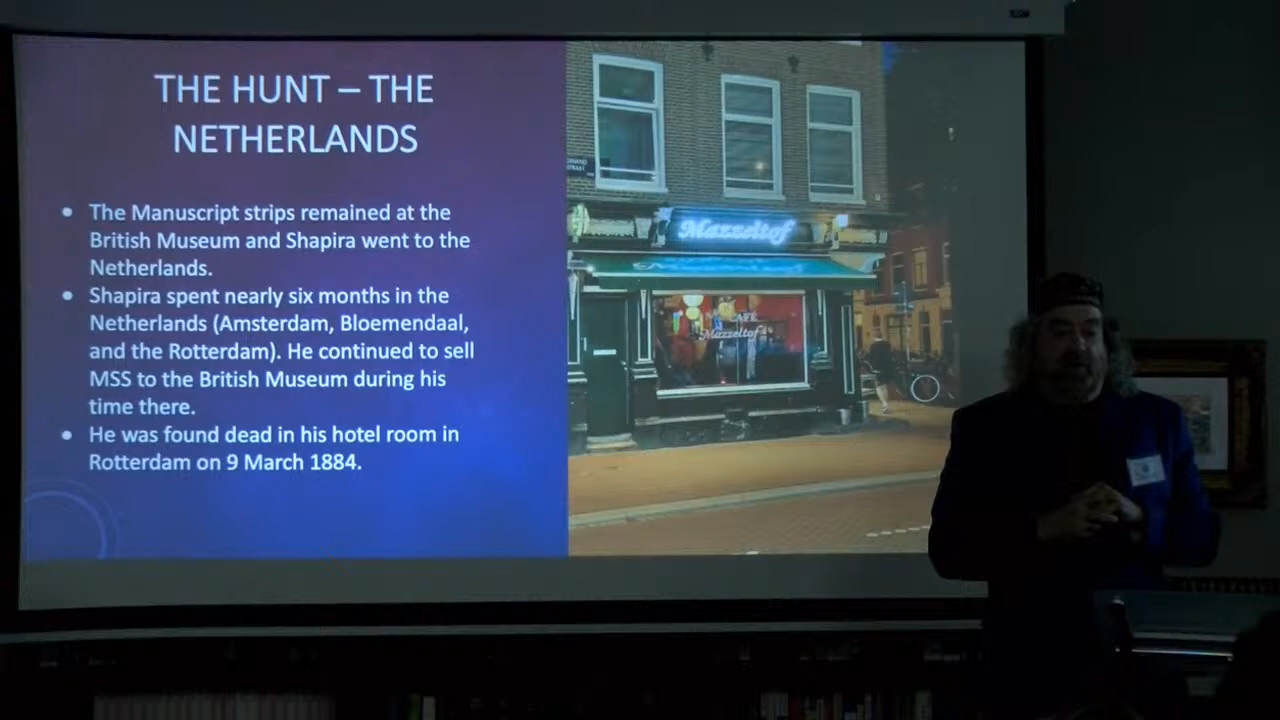 THE HUNT – THE
NETHERLANDS
• The Manuscript strips remained at the
British Museum and Shapira went to the
Netherlands.
• Shapira spent nearly six months in the
Netherlands (Amsterdam, Bloemendaal,
and the Rotterdam). He continued to sell
MSS to the British Museum during his
time there.
• He was found dead in his hotel room in
Rotterdam on 9 March 1884.
Mazzeltof
CAFÉ
Mazzeltof